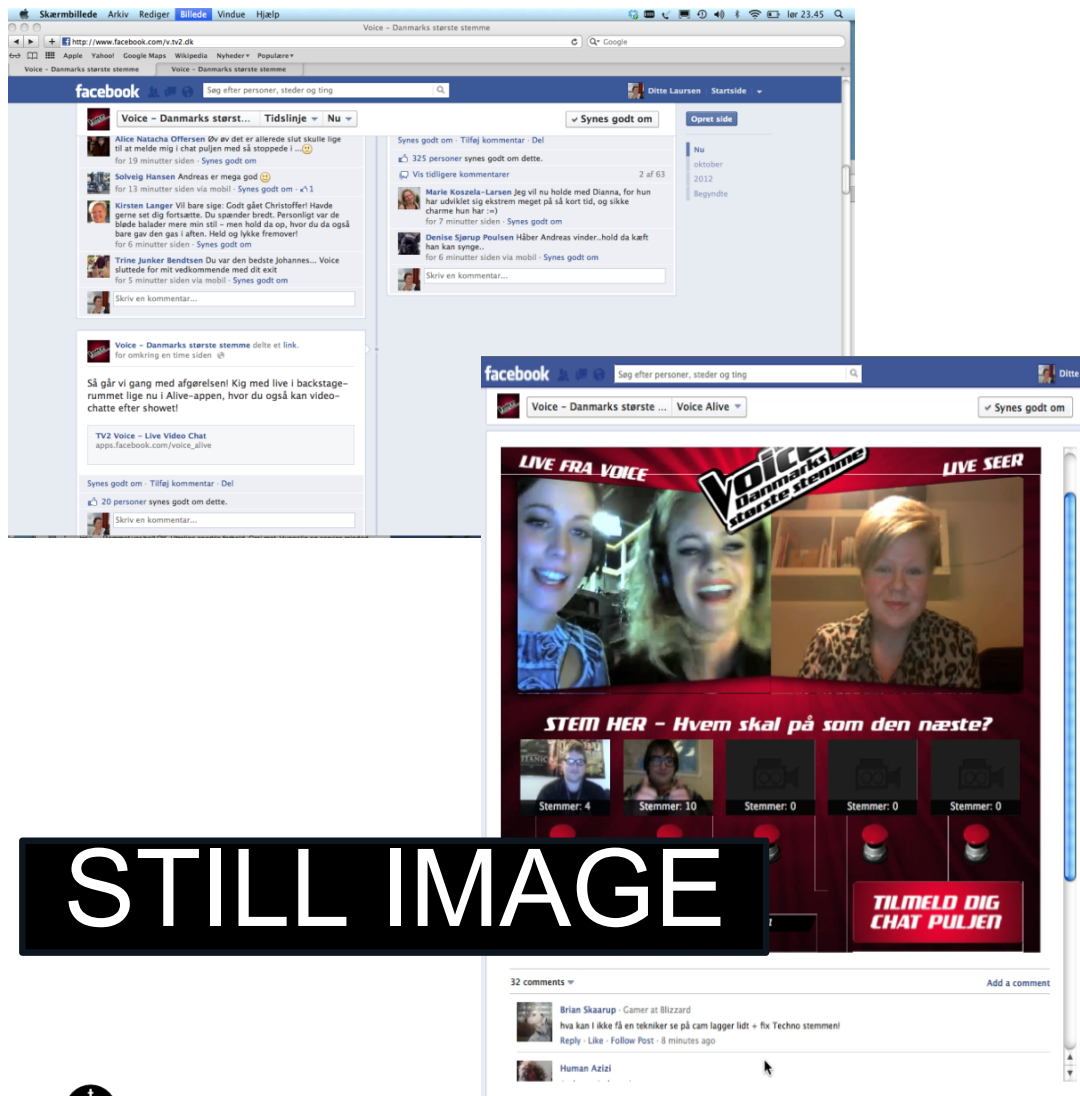 Skærmbillede Arkiv Rediger Billede Vindue Hjælp lør 23.45
Voice – Danmarks største stemme
http://www.facebook.com/v.tv2.dk
Google
Apple Yahoo! Google Maps Wikipedia Nyheder Populære
Voice – Danmarks største stemme Voice – Danmarks største stemme
facebook Søg efter personer, steder og ting Ditte Laursen Startside
Voice – Danmarks størst... Tidslinje Nu Synes godt om Opret side
Alice Natacha Offersen Øv øv det er allerede slut skulle lige
til at melde mig i chat puljen med så stoppede i ...
for 19 minutter siden · Synes godt om
Solveig Hansen Andreas er mega god
for 13 minutter siden via mobil · Synes godt om · 1
Kirsten Langer Vil bare sige: Godt gået Christoffer! Havde
gerne set dig fortsætte. Du spænder bredt. Personligt var de
bløde balader mere min stil – men hold da op, hvor du da også
bare gav den gas i aften. Held og lykke fremover!
for 6 minutter siden · Synes godt om
Trine Junker Bendtsen Du var den bedste Johannes... Voice
sluttede for mit vedkommende med dit exit
for 5 minutter siden via mobil · Synes godt om
Skriv en kommentar...
Voice – Danmarks største stemme delte et link.
for omkring en time siden
Så går vi gang med afgørelsen! Kig med live i backstage–
rummet lige nu i Alive–appen, hvor du også kan video–
chatte efter showet!
TV2 Voice – Live Video Chat
apps.facebook.com/voice_alive
Synes godt om · Tilføj kommentar · Del
20 personer synes godt om dette.
Skriv en kommentar...
Synes godt om · Tilføj kommentar · Del
325 personer synes godt om dette.
Vis tidligere kommentarer 2 af 63
Marie Koszela–Larsen Jeg vil nu holde med Dianna, for hun
har udviklet sig ekstrem meget på så kort tid, og sikke
charme hun har :=)
for 7 minutter siden · Synes godt om
Denise Sjørup Poulsen Håber Andreas vinder..hold da kæft
han kan synge..
for 6 minutter siden via mobil · Synes godt om
Skriv en kommentar...
Nu
oktober
2012
Begyndte
facebook Søg efter personer, steder og ting Ditte
Voice – Danmarks største ... Voice Alive Synes godt om
LIVE FRA VOICE
Voice
Danmarks
største stemme
LIVE SEER
STEM HER – Hvem skal på som den næste?
TITANIC
Stemmer: 4 Stemmer: 10 Stemmer: 0 Stemmer: 0 Stemmer: 0
STILL IMAGE
TILMELD DIG
CHAT PULJEN
32 comments Add a comment
Brian Skaarup · Gamer at Blizzard
hva kan I ikke få en tekniker se på cam lagger lidt + fix Techno stemmen!
Reply · Like · Follow Post · 8 minutes ago
Human Azizi